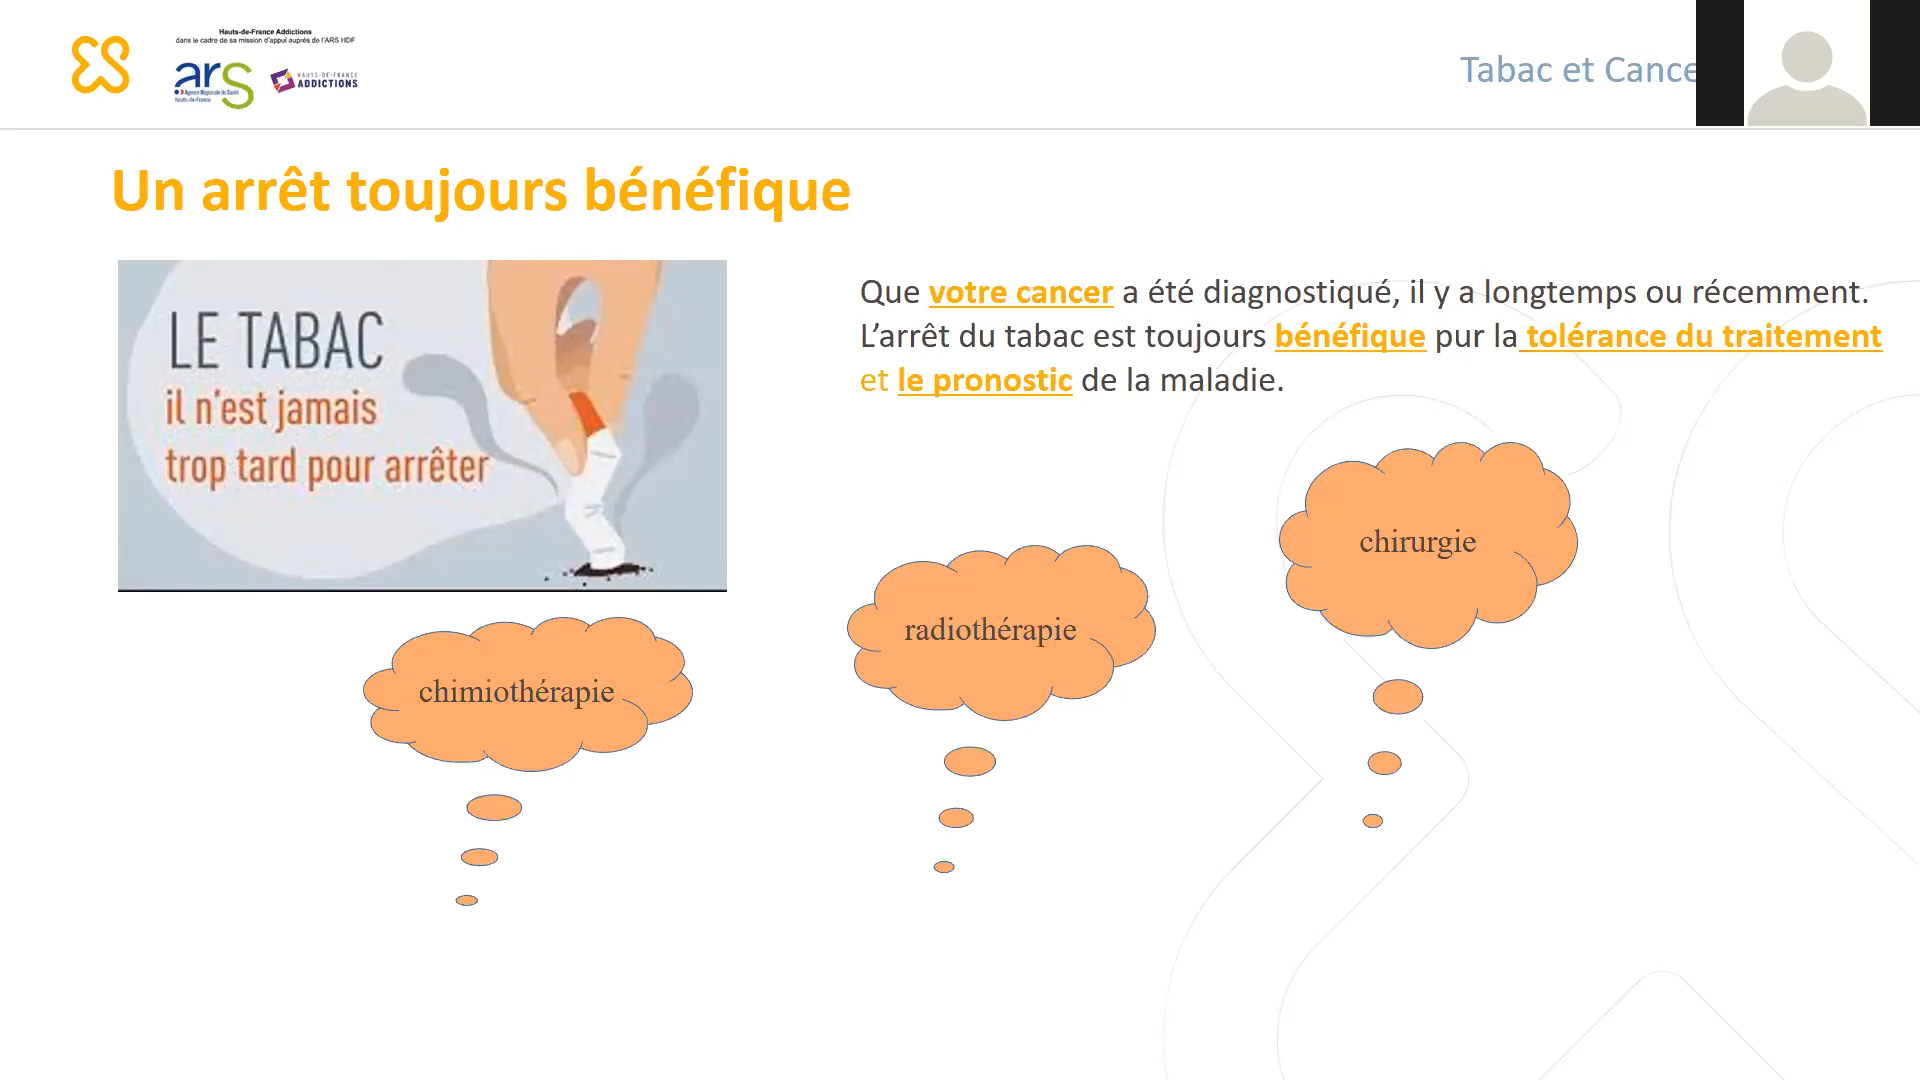 Hauts-de-France Addictions
dans le cadre de sa mission d'appui auprès de l'ARS HDF
ars
Agence Régionale de Santé
Hauts-de-France
HAUTS-DE-FRANCE
ADDICTIONS
Tabac et Cance
Un arrêt toujours bénéfique
LE TABAC
il n'est jamais
trop tard pour arrêter
Que votre cancer a été diagnostiqué, il y a longtemps ou récemment.
L'arrêt du tabac est toujours bénéfique pur la tolérance du traitement
et le pronostic de la maladie.
chirurgie
radiothérapie
chimiothérapie